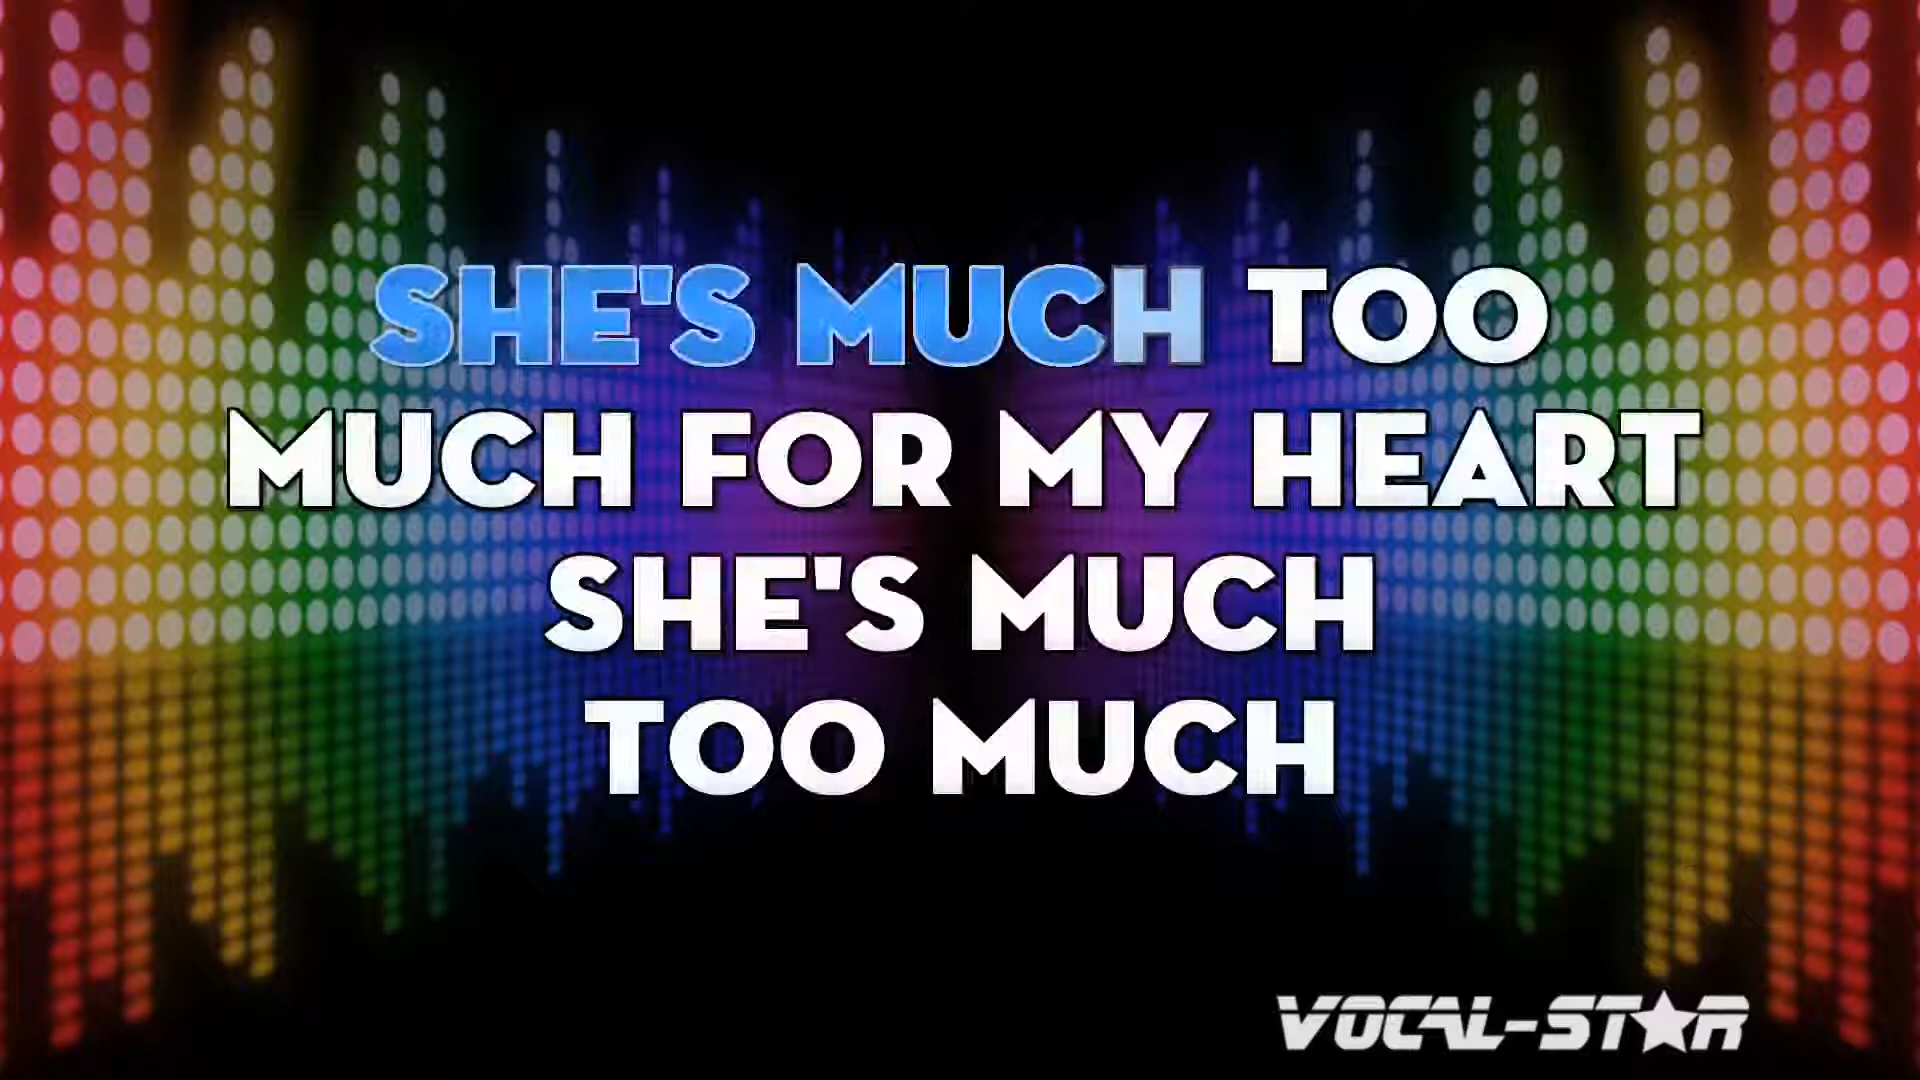 SHE'S MUCH TOO
MUCH FOR MY HEART
SHE'S MUCH
TOO MUCH
VOCAL-STAR